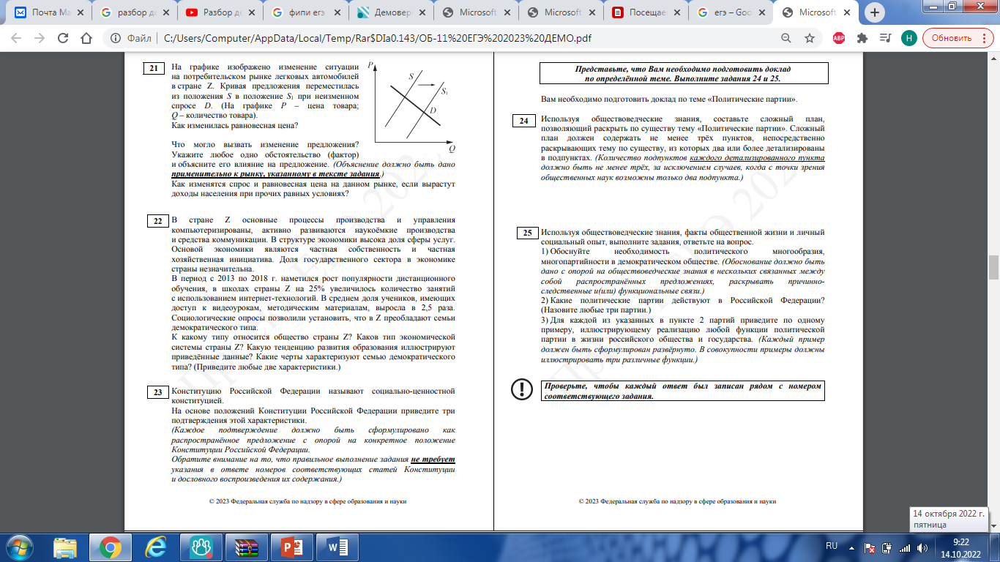 Почта Ma
разбор де
Разбор де
фипи егэ
Демовер
Microsoft
Microsoft
Посещае
егэ – Goo
Microsoft
Файл
C:/Users/Computer/AppData/Local/Temp/Rar$DIa0.143/ОБ-11%20ЕГЭ%202023%20ДЕМО.pdf
ABP
Н
Обновить
21
На графике изображено изменение ситуации
на потребительском рынке легковых автомобилей
в стране Z. Кривая предложения переместилась
из положения S в положение S₁ при неизменном
спросе D. (На графике P – цена товара;
Q – количество товара).
Как изменилась равновесная цена?
P
S
S₁
D
Q
Что могло вызвать изменение предложения?
Укажите любое одно обстоятельство (фактор)
и объясните его влияние на предложение. (Объяснение должно быть дано
применительно к рынку, указанному в тексте задания.)
Как изменятся спрос и равновесная цена на данном рынке, если вырастут
доходы населения при прочих равных условиях?
22
В стране Z основные процессы производства и управления
компьютеризированы, активно развиваются наукоёмкие производства
и средства коммуникации. В структуре экономики высока доля сферы услуг.
Основой экономики являются частная собственность и частная
хозяйственная инициатива. Доля государственного сектора в экономике
страны незначительна.
В период с 2013 по 2018 г. наметился рост популярности дистанционного
обучения, в школах страны Z на 25% увеличилось количество занятий
с использованием интернет-технологий. В среднем доля учеников, имеющих
доступ к видеоурокам, методическим материалам, выросла в 2,5 раза.
Социологические опросы позволили установить, что в Z преобладают семьи
демократического типа.
К какому типу относится общество страны Z? Каков тип экономической
системы страны Z? Какую тенденцию развития образования иллюстрируют
приведённые данные? Какие черты характеризуют семью демократического
типа? (Приведите любые две характеристики.)
23
Конституцию Российской Федерации называют социально-ценностной
конституцией.
На основе положений Конституции Российской Федерации приведите три
подтверждения этой характеристики.
(Каждое подтверждение должно быть сформулировано как
распространённое предложение с опорой на конкретное положение
Конституции Российской Федерации.
Обратите внимание на то, что правильное выполнение задания не требует
указания в ответе номеров соответствующих статей Конституции
и дословного воспроизведения их содержания.)
© 2023 Федеральная служба по надзору в сфере образования и науки
Представьте, что Вам необходимо подготовить доклад
по определённой теме. Выполните задания 24 и 25.
Вам необходимо подготовить доклад по теме «Политические партии».
24
Используя обществоведческие знания, составьте сложный план,
позволяющий раскрыть по существу тему «Политические партии». Сложный
план должен содержать не менее трёх пунктов, непосредственно
раскрывающих тему по существу, из которых два или более детализированы
в подпунктах. (Количество подпунктов каждого детализированного пункта
должно быть не менее трёх, за исключением случаев, когда с точки зрения
общественных наук возможны только два подпункта.)
25
Используя обществоведческие знания, факты общественной жизни и личный
социальный опыт, выполните задания, ответьте на вопрос.
1) Обоснуйте необходимость политического многообразия,
многопартийности в демократическом обществе. (Обоснование должно быть
дано с опорой на обществоведческие знания в нескольких связанных между
собой распространённых предложениях, раскрывать причинно-
следственные и(или) функциональные связи.)
2) Какие политические партии действуют в Российской Федерации?
(Назовите любые три партии.)
3) Для каждой из указанных в пункте 2 партий приведите по одному
примеру, иллюстрирующему реализацию любой функции политической
партии в жизни российского общества и государства. (Каждый пример
должен быть сформулирован развёрнуто. В совокупности примеры должны
иллюстрировать три различные функции.)
!
Проверьте, чтобы каждый ответ был записан рядом с номером
соответствующего задания.
© 2023 Федеральная служба по надзору в сфере образования и науки
14 октября 2022 г.
пятница
RU
9:22
14.10.2022